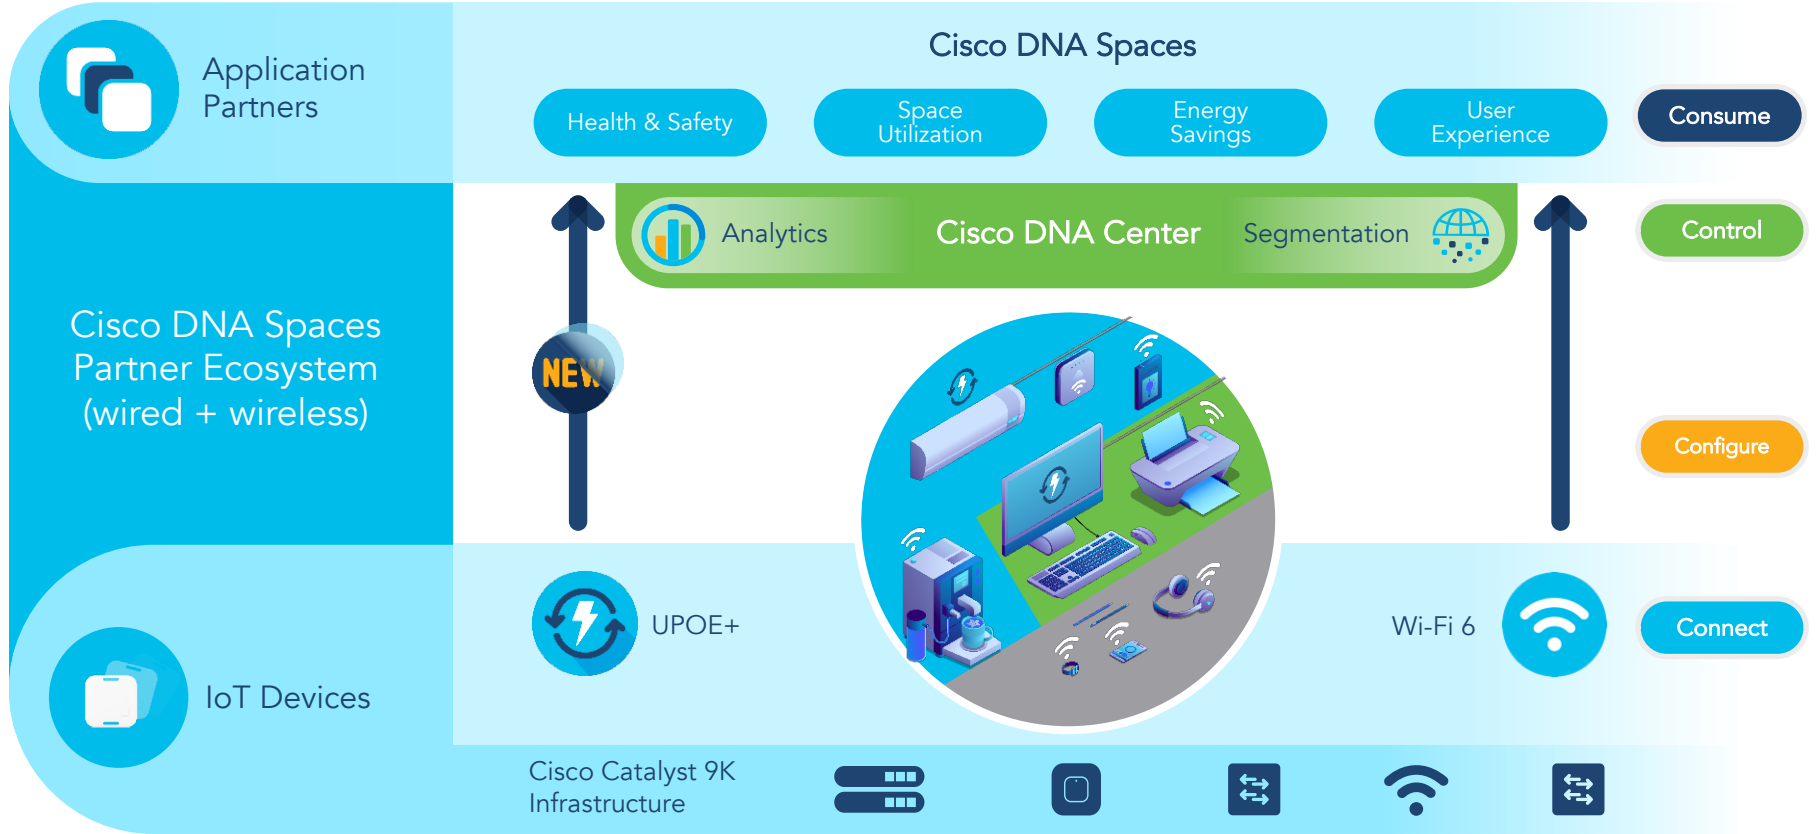 Application
Partners
Cisco DNA Spaces
Health & Safety
Space
Utilization
Energy
Savings
User
Experience
Consume
Analytics
Cisco DNA Center
Segmentation
Control
Cisco DNA Spaces
Partner Ecosystem
(wired + wireless)
NEW
Configure
UPOE+
Wi-Fi 6
Connect
IoT Devices
Cisco Catalyst 9K
Infrastructure